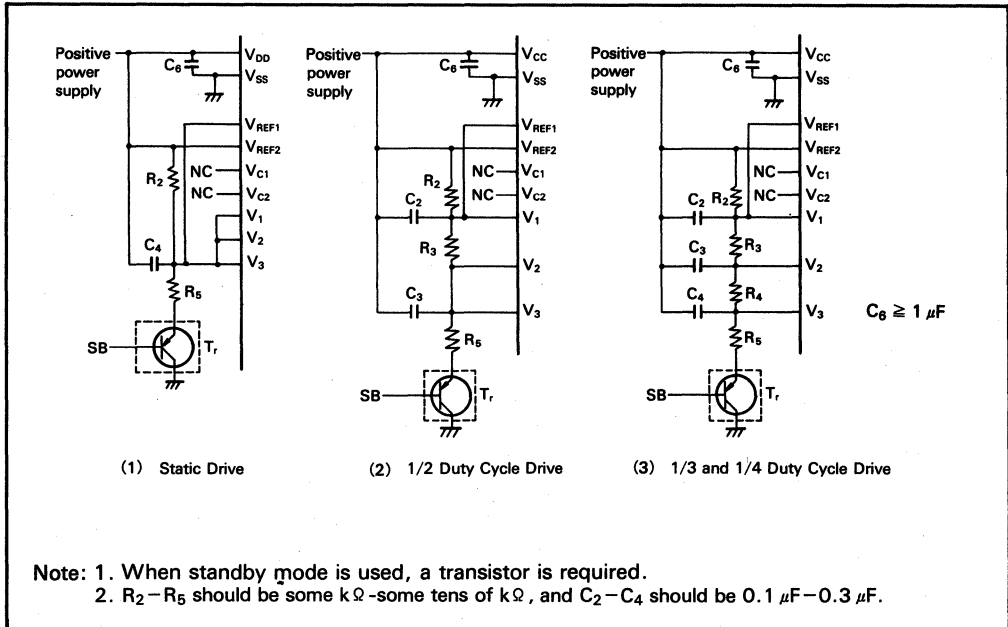 Positive power supply
C6
VDD
VSS
VREF1
VREF2
R2
NC
VC1
NC
VC2
V1
V2
C4
V3
R5
SB
Tr
(1) Static Drive
Positive power supply
C6
VCC
VSS
VREF1
VREF2
R2
NC
VC1
NC
VC2
C2
V1
R3
V2
C3
V3
R5
SB
Tr
(2) 1/2 Duty Cycle Drive
Positive power supply
C6
VCC
VSS
VREF1
VREF2
NC
VC1
R2
NC
VC2
C2
V1
R3
C3
V2
R4
C4
V3
R5
SB
Tr
C6 ≧ 1 μF
(3) 1/3 and 1/4 Duty Cycle Drive
Note: 1. When standby mode is used, a transistor is required.
2. R2–R5 should be some kΩ-some tens of kΩ, and C2–C4 should be 0.1 μF–0.3 μF.